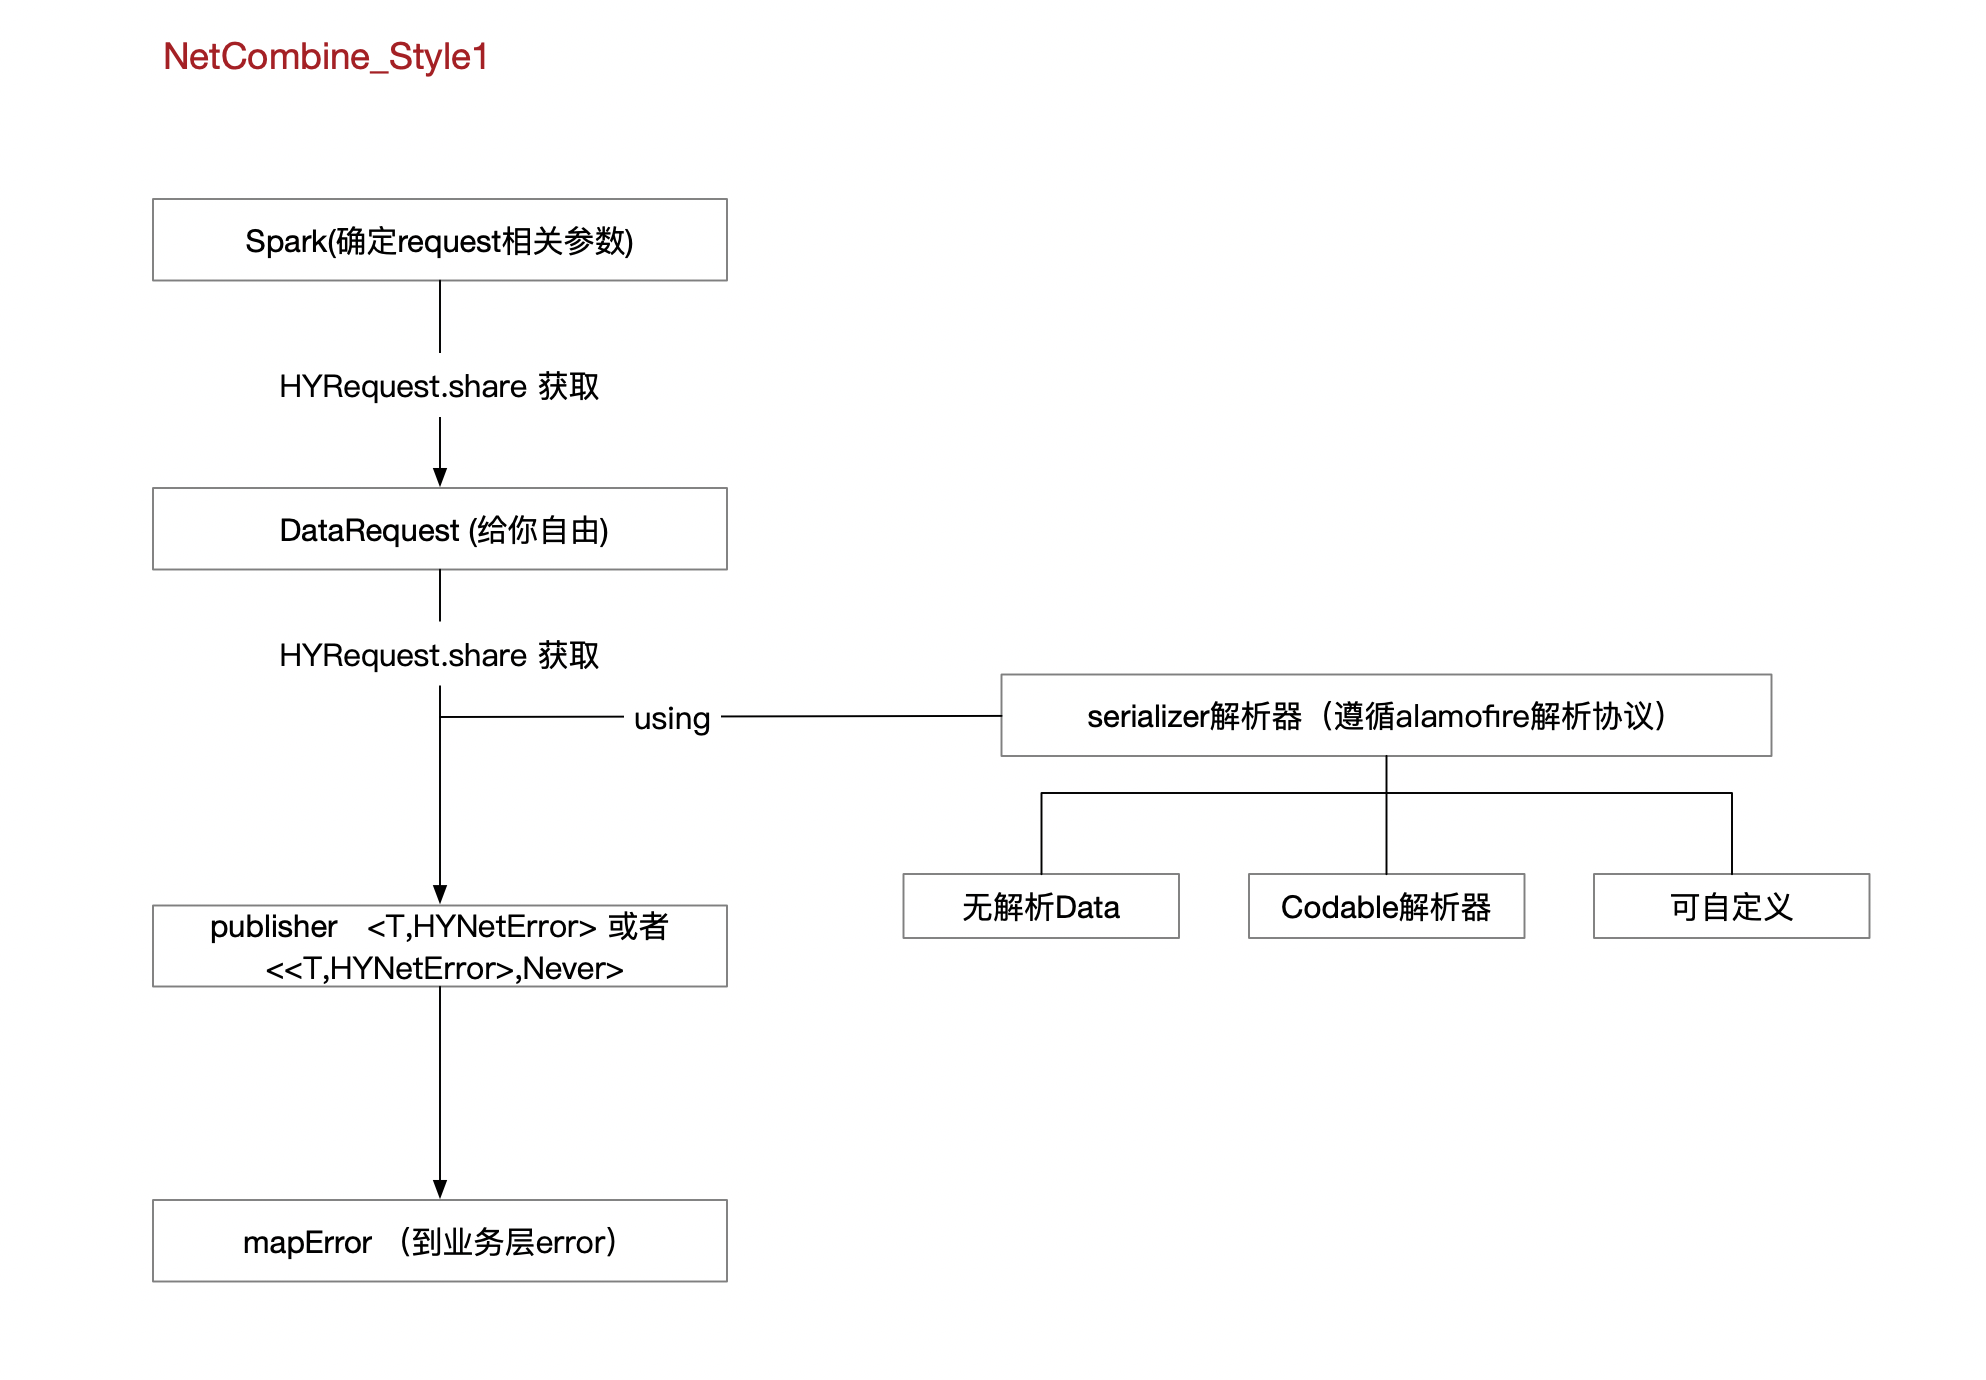 NetCombine_Style1
Spark(确定request相关参数)
HYRequest.share 获取
DataRequest (给你自由)
HYRequest.share 获取
using
serializer解析器（遵循alamofire解析协议）
无解析Data
Codable解析器
可自定义
publisher <T,HYNetError> 或者
<<T,HYNetError>,Never>
mapError （到业务层error）